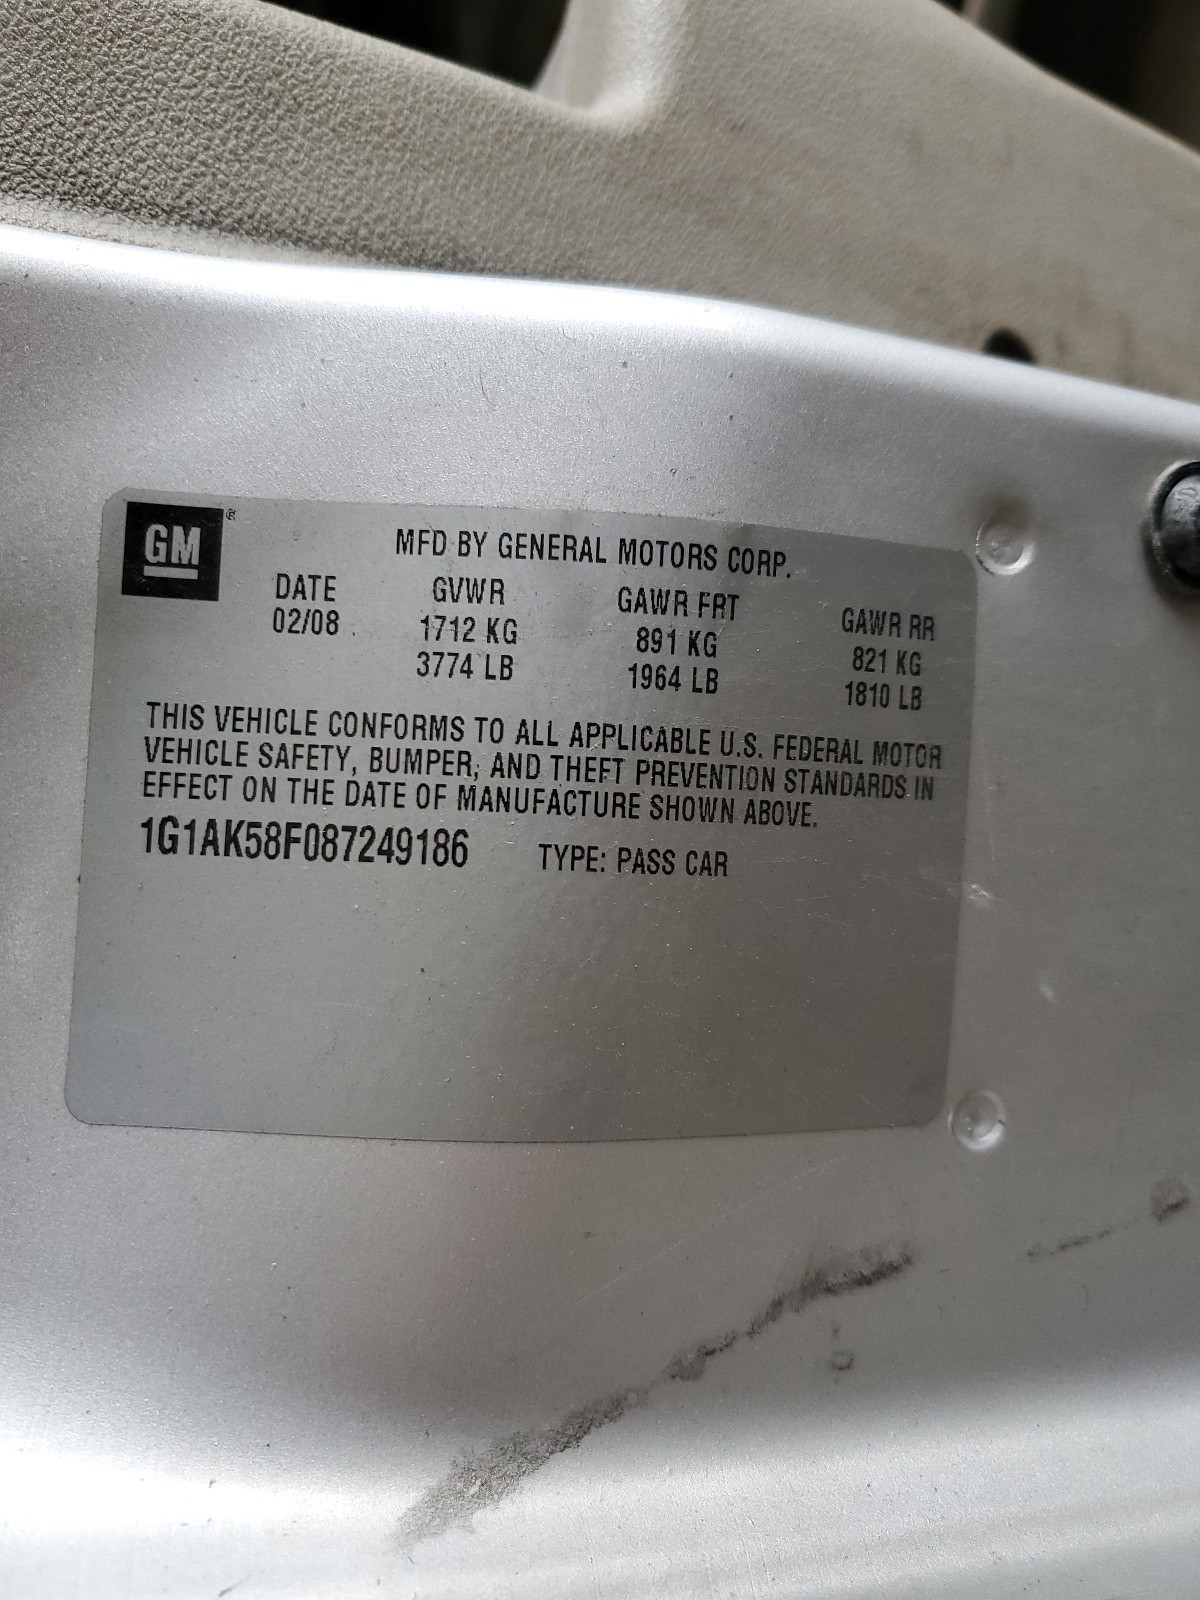 GM ®
MFD BY GENERAL MOTORS CORP.
DATE GVWR GAWR FRT GAWR RR
02/08 1712 KG 891 KG 821 KG
3774 LB 1964 LB 1810 LB
THIS VEHICLE CONFORMS TO ALL APPLICABLE U.S. FEDERAL MOTOR
VEHICLE SAFETY, BUMPER, AND THEFT PREVENTION STANDARDS IN
EFFECT ON THE DATE OF MANUFACTURE SHOWN ABOVE.
1G1AK58F087249186 TYPE: PASS CAR